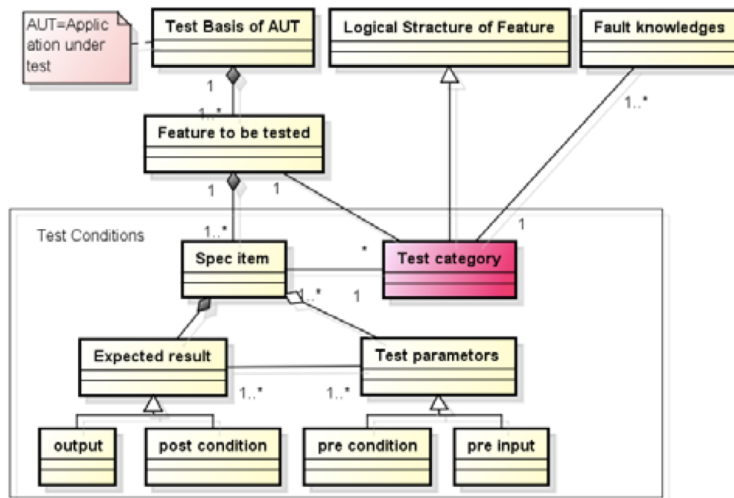 AUT=Applic
ation under
test
Test Basis of AUT
Logical Stracture of Feature
Fault knowledges
1
1..*
1..*
Feature to be tested
1
1
1..*
1
Test Conditions
Spec item
*
Test category
1..*
1
Expected result
Test parametors
1..*
1..*
output
post condition
pre condition
pre input